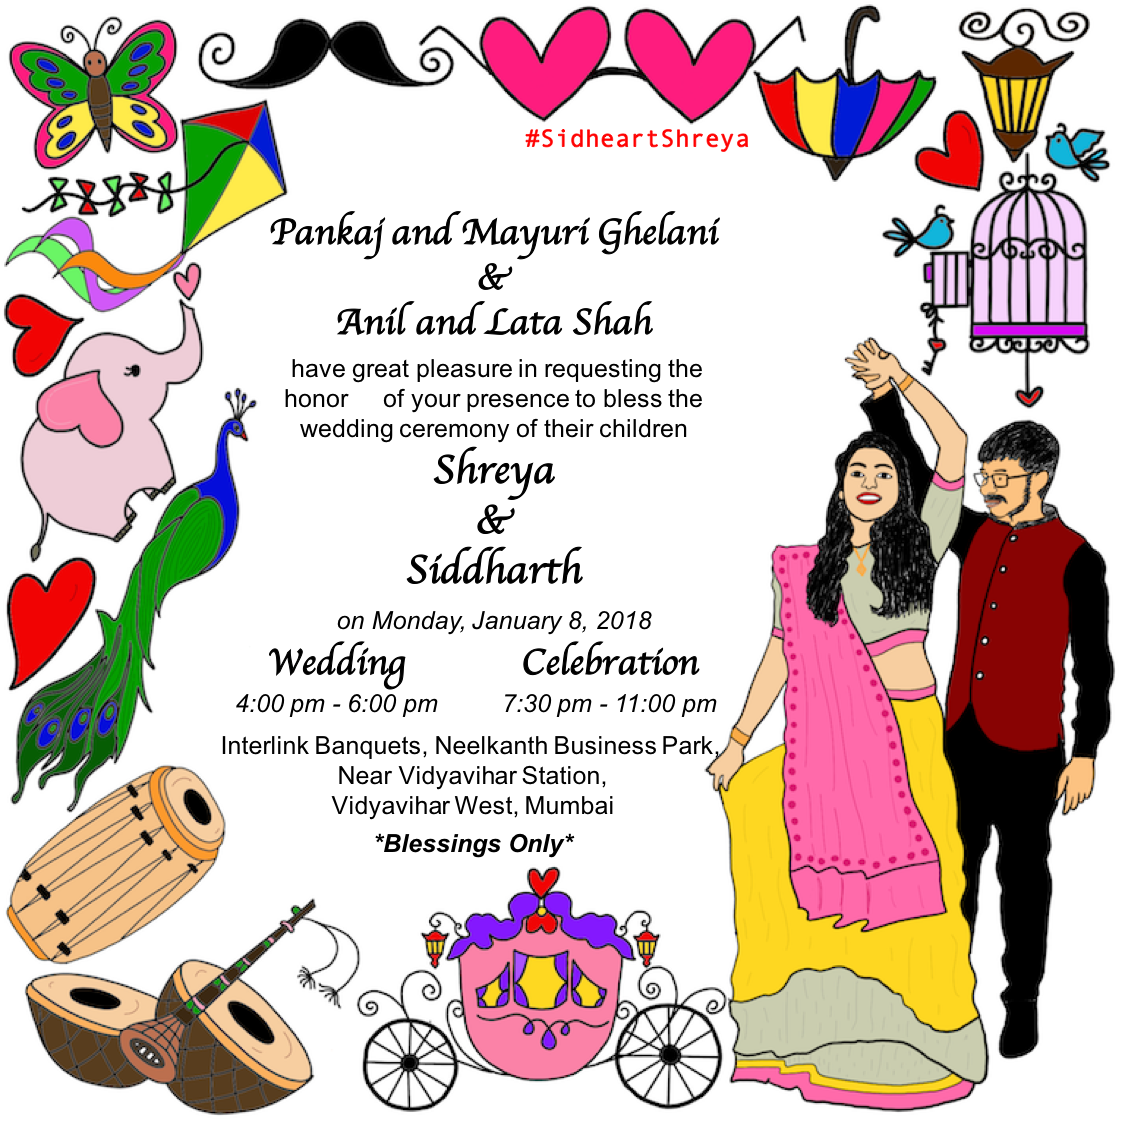 #SidheartShreya
Pankaj and Mayuri Ghelani
&
Anil and Lata Shah
have great pleasure in requesting the
honor of your presence to bless the
wedding ceremony of their children
Shreya
&
Siddharth
on Monday, January 8, 2018
Wedding Celebration
4:00 pm - 6:00 pm 7:30 pm - 11:00 pm
Interlink Banquets, Neelkanth Business Park,
Near Vidyavihar Station,
Vidyavihar West, Mumbai
*Blessings Only*